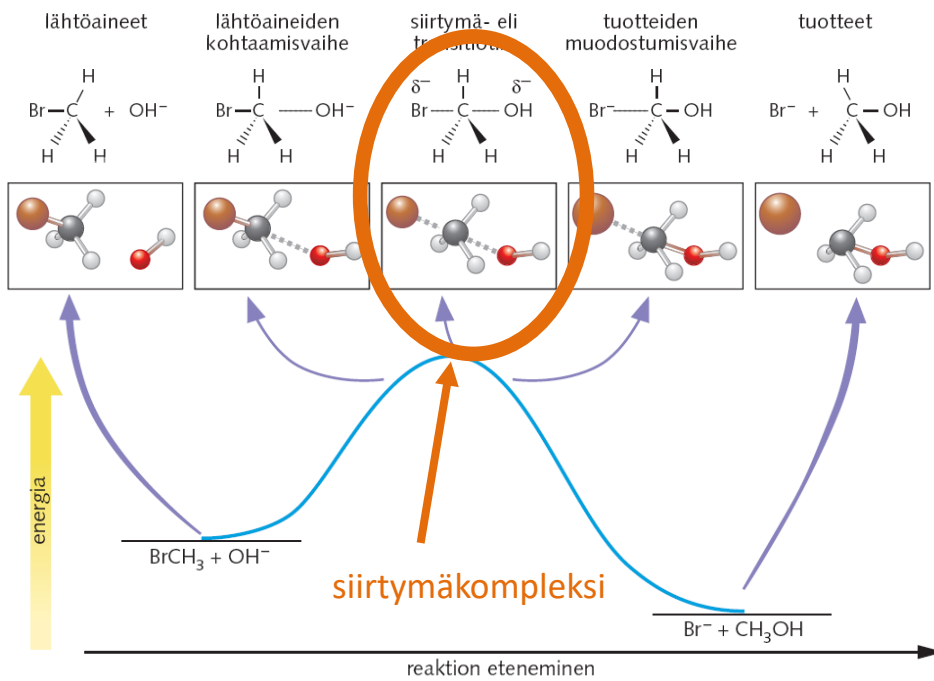 lähtöaineet
lähtöaineiden
kohtaamisvaihe
siirtymä- eli
tuotteiden
muodostumisvaihe
tuotteet
H
Br C + OH⁻
H H
H
Br C OH⁻
H H
δ⁻ H δ⁻
Br C OH
H H
H
Br⁻ C OH
H H
H
Br⁻ + C OH
H H
energia
BrCH₃ + OH⁻
siirtymäkompleksi
Br⁻ + CH₃OH
reaktion eteneminen